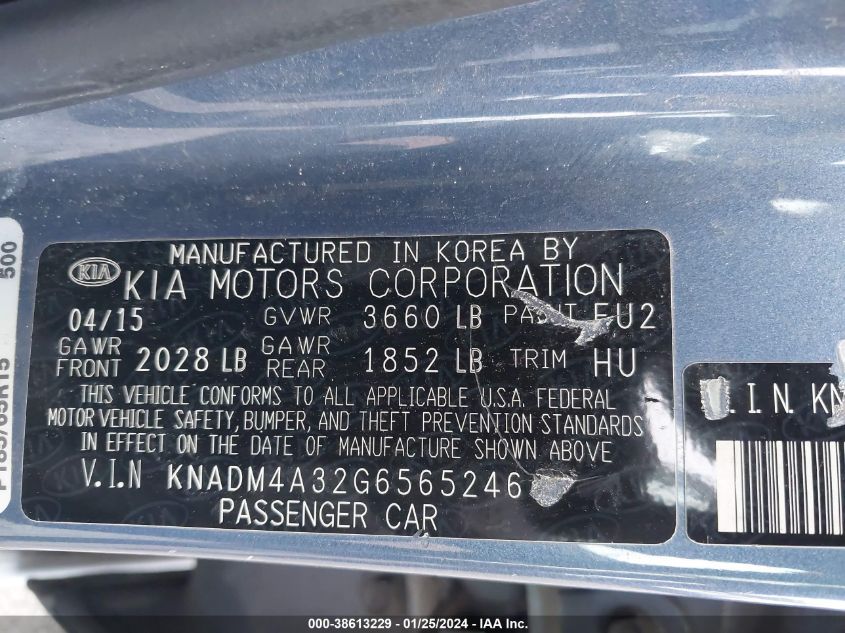 MANUFACTURED IN KOREA BY
KIA
KIA MOTORS CORPORATION
04/15 GVWR 3660 LB PAINT EU2
GAWR FRONT 2028 LB GAWR REAR 1852 LB TRIM HU
THIS VEHICLE CONFORMS TO ALL APPLICABLE U.S.A. FEDERAL
MOTOR VEHICLE SAFETY, BUMPER, AND THEFT PREVENTION STANDARDS
IN EFFECT ON THE DATE OF MANUFACTURE SHOWN ABOVE
V.I.N KNADM4A32G6565246
PASSENGER CAR
500
P185/65R15
V.I.N. KN
000-38613229 - 01/25/2024 - IAA Inc.